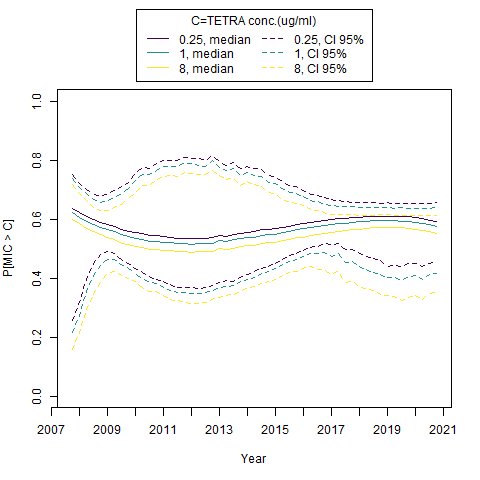 C=TETRA conc.(ug/ml)
0.25, median 0.25, CI 95%
1, median 1, CI 95%
8, median 8, CI 95%
1.0
0.8
0.6
0.4
0.2
0.0
P[MIC > C]
2007 2009 2011 2013 2015 2017 2019 2021
Year